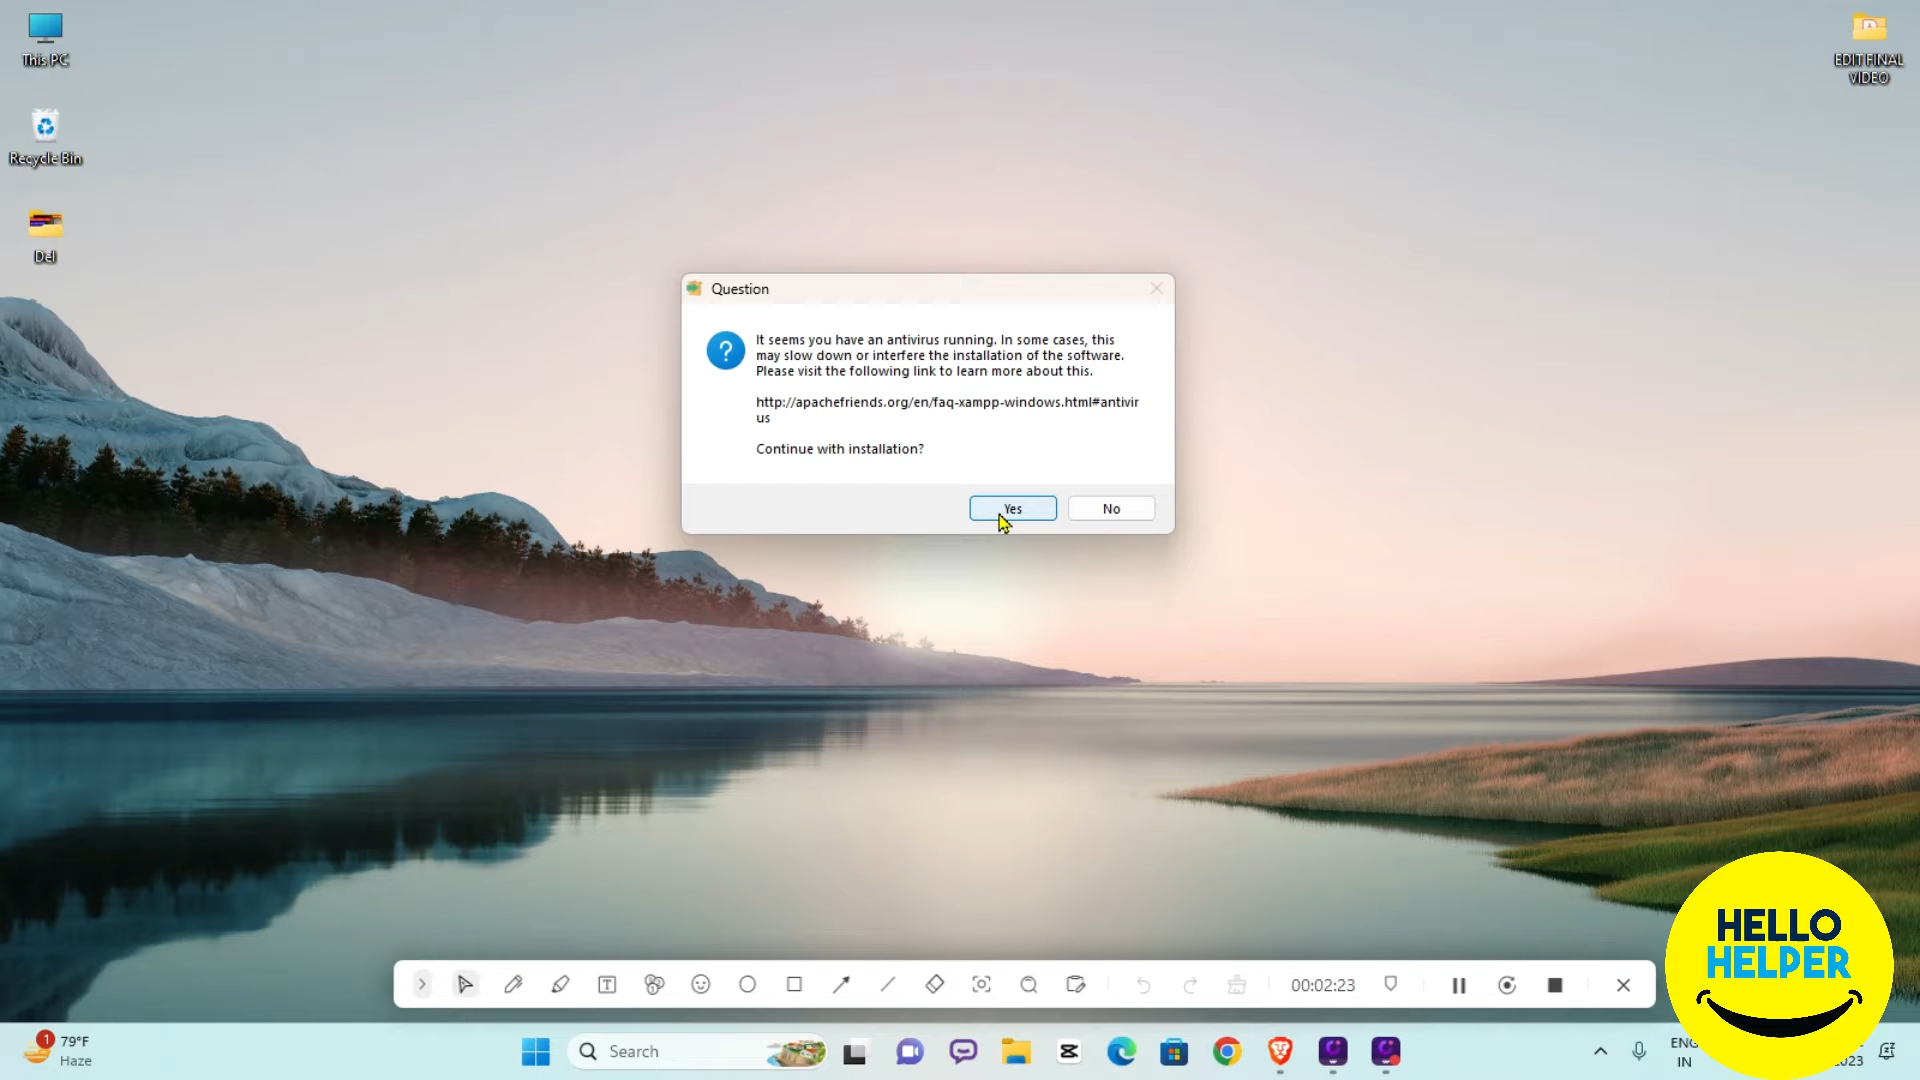 This PC
EDIT FINAL
VIDEO
Recycle Bin
Del
Question
It seems you have an antivirus running. In some cases, this
may slow down or interfere the installation of the software.
Please visit the following link to learn more about this.
http://apachefriends.org/en/faq-xampp-windows.html#antivir
us
Continue with installation?
Yes
No
HELLO
HELPER
00:02:23
1
79°F
Haze
Search
ENG
IN
2023